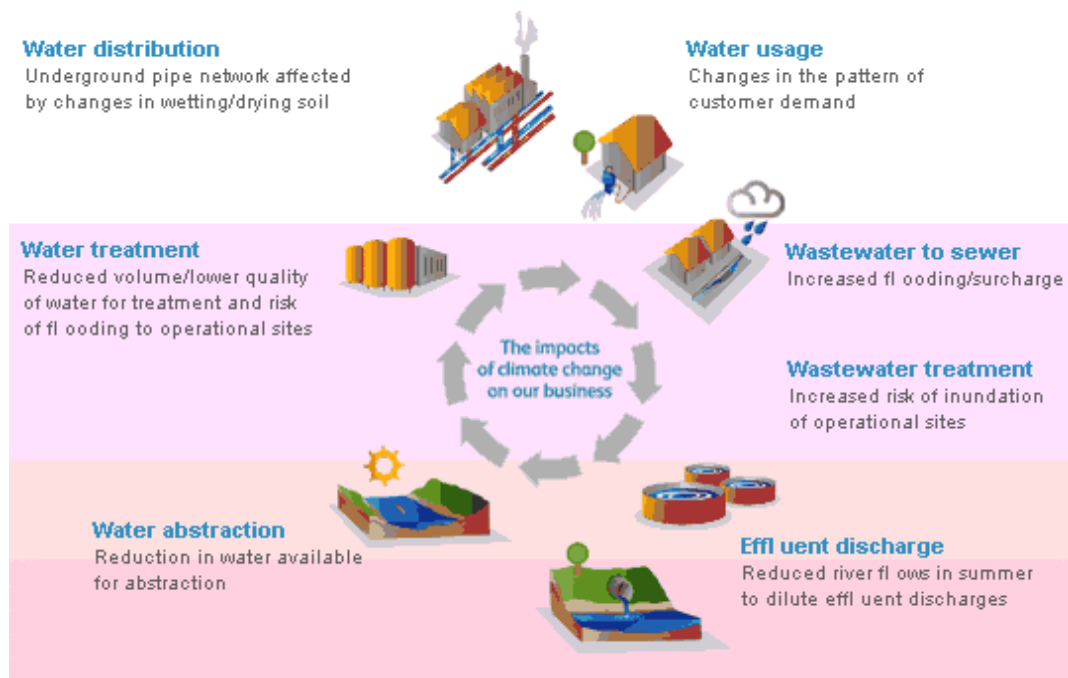 Water distribution
Underground pipe network affected
by changes in wetting/drying soil
Water usage
Changes in the pattern of
customer demand
Water treatment
Reduced volume/lower quality
of water for treatment and risk
of fl ooding to operational sites
Wastewater to sewer
Increased fl ooding/surcharge
The impacts
of climate change
on our business
Wastewater treatment
Increased risk of inundation
of operational sites
Water abstraction
Reduction in water available
for abstraction
Effl uent discharge
Reduced river fl ows in summer
to dilute effl uent discharges